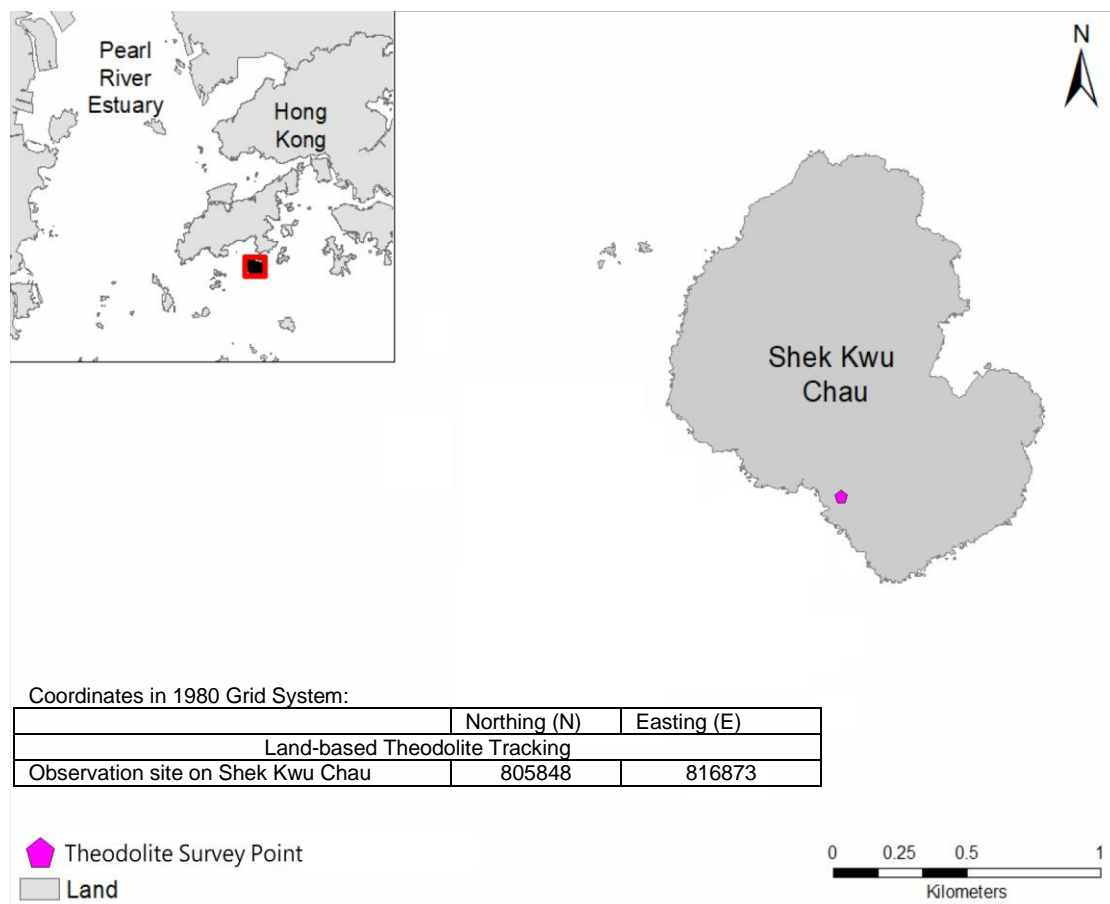 Pearl
River
Estuary
Hong
Kong
N
Shek Kwu
Chau
Coordinates in 1980 Grid System:
Northing (N) Easting (E)
Land-based Theodolite Tracking
Observation site on Shek Kwu Chau 805848 816873
Theodolite Survey Point
Land
0 0.25 0.5 1
Kilometers